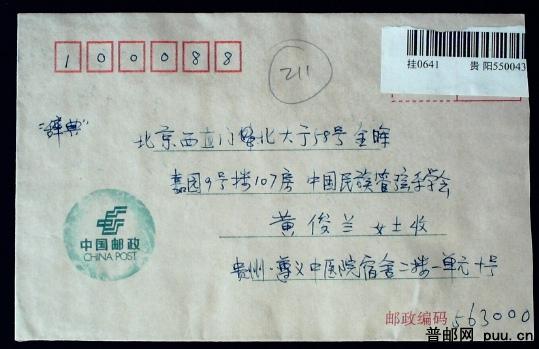 100088
211
挂0641 贵阳550043
"辞典"
北京西直门北大于58号金晖
嘉园9号楼107房 中国民族管弦乐学会
黄俊兰 女士收
中国邮政
CHINA POST
贵州·遵义中医院宿舍二楼一单元十号
邮政编码 563000
普邮网 puu.cn